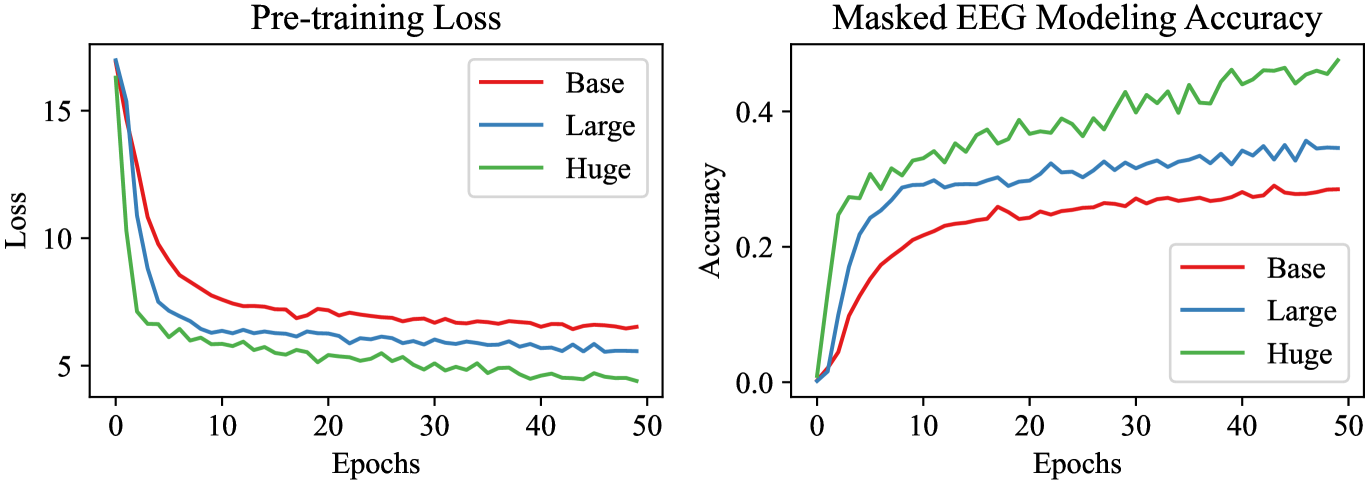 Pre-training Loss
15
10
5
Loss
0 10 20 30 40 50
Epochs
Base
Large
Huge
Masked EEG Modeling Accuracy
0.4
0.2
0.0
Accuracy
0 10 20 30 40 50
Epochs
Base
Large
Huge